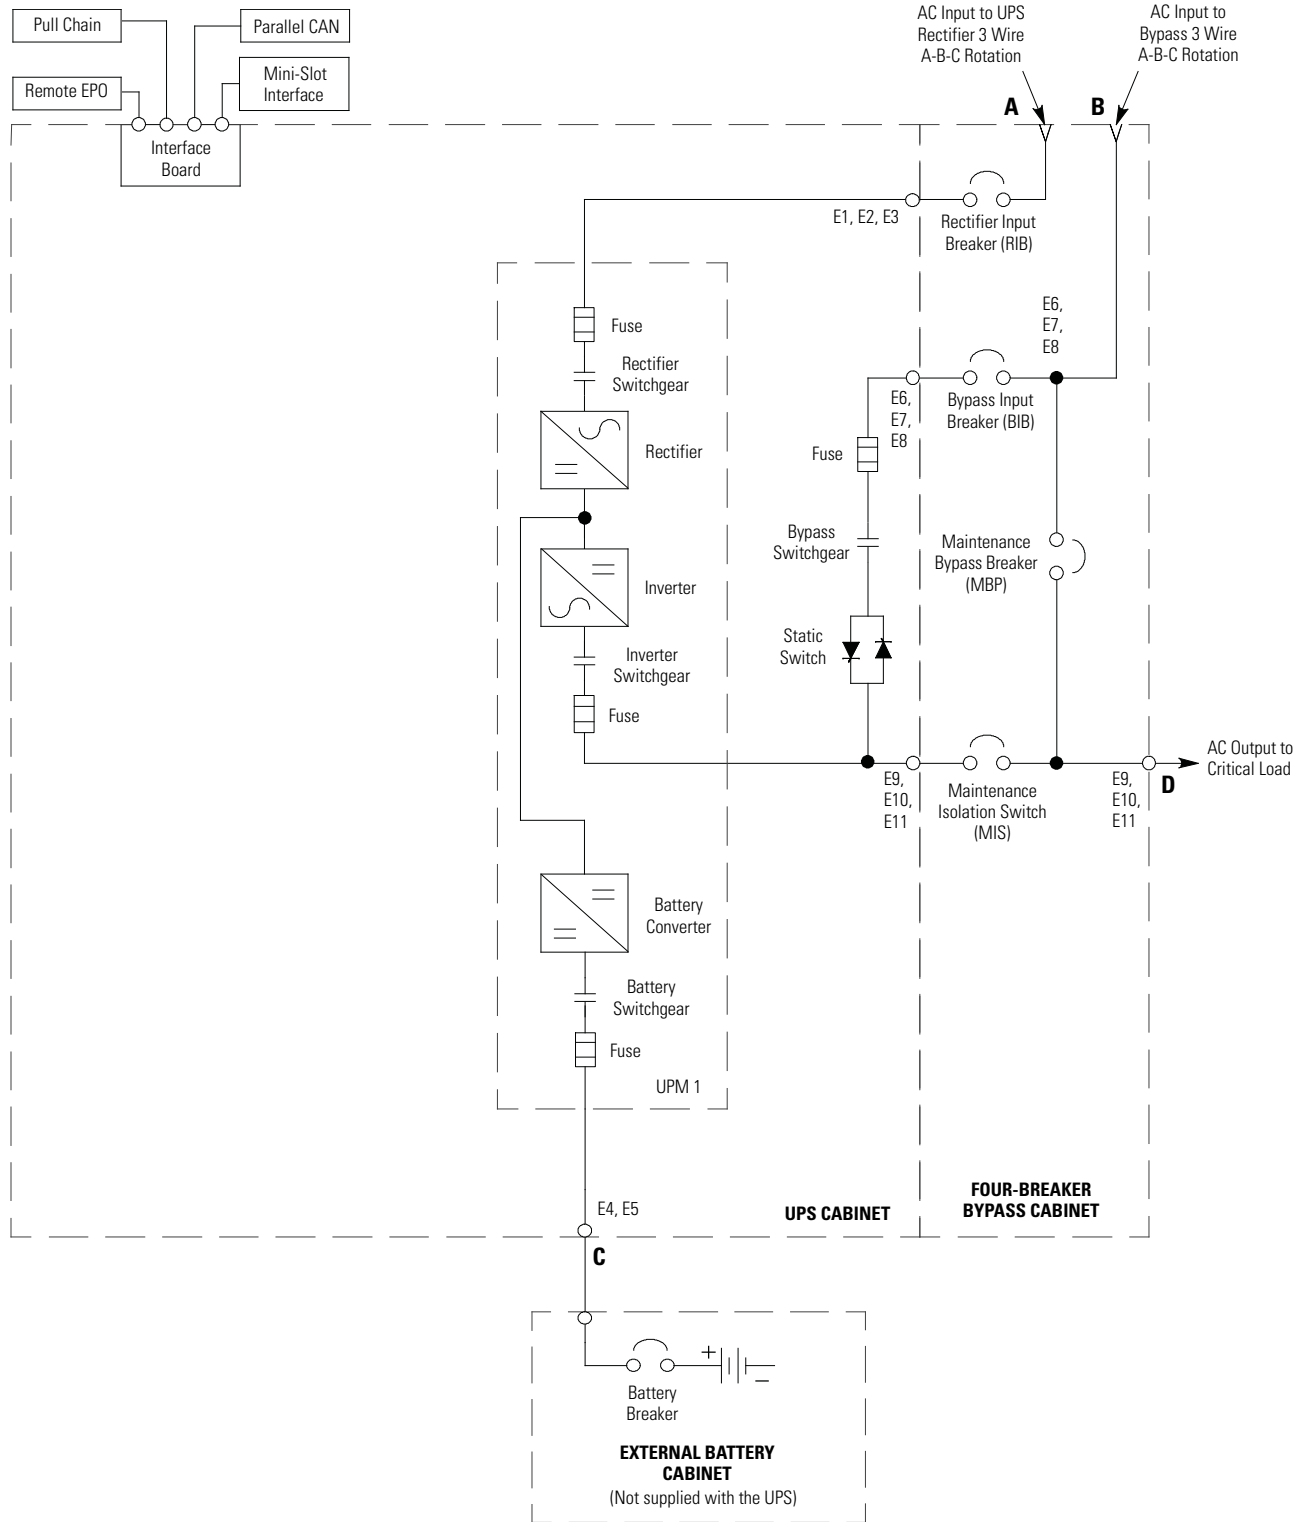 Pull Chain
Parallel CAN
Remote EPO
Mini-Slot
Interface
Interface
Board
AC Input to UPS
Rectifier 3 Wire
A-B-C Rotation
AC Input to
Bypass 3 Wire
A-B-C Rotation
A
B
E1, E2, E3
Rectifier Input
Breaker (RIB)
Fuse
Rectifier
Switchgear
Rectifier
E6,
E7,
E8
E6,
E7,
E8
Bypass Input
Breaker (BIB)
Fuse
Bypass
Switchgear
Maintenance
Bypass Breaker
(MBP)
Inverter
Static
Switch
Inverter
Switchgear
Fuse
E9,
E10,
E11
Maintenance
Isolation Switch
(MIS)
E9,
E10,
E11
D
AC Output to
Critical Load
Battery
Converter
Battery
Switchgear
Fuse
UPM 1
E4, E5
UPS CABINET
FOUR-BREAKER
BYPASS CABINET
C
+
−
Battery
Breaker
EXTERNAL BATTERY
CABINET
(Not supplied with the UPS)